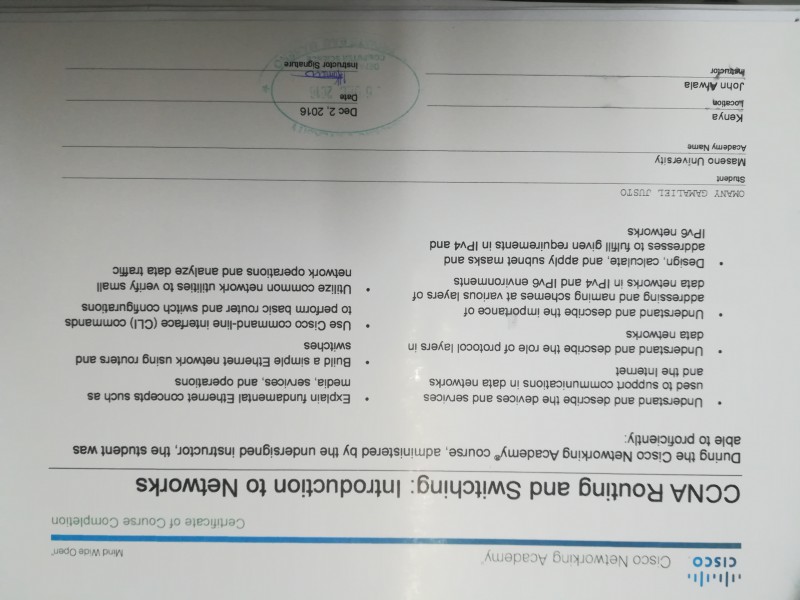 CISCO
Cisco Networking Academy®
Mind Wide Open™
Certificate of Course Completion
CCNA Routing and Switching: Introduction to Networks
During the Cisco Networking Academy® course, administered by the undersigned instructor, the student was
able to proficiently:
• Understand and describe the devices and services
used to support communications in data networks
and the Internet
• Understand and describe the role of protocol layers in
data networks
• Understand and describe the importance of
addressing and naming schemes at various layers of
data networks in IPv4 and IPv6 environments
• Design, calculate, and apply subnet masks and
addresses to fulfill given requirements in IPv4 and
IPv6 networks
• Explain fundamental Ethernet concepts such as
media, services, and operations
• Build a simple Ethernet network using routers and
switches
• Use Cisco command-line interface (CLI) commands
to perform basic router and switch configurations
• Utilize common network utilities to verify small
network operations and analyze data traffic
OMANY GAMALIEL JUSTO
Student
Maseno University
Academy Name
Kenya
Location
Dec 2, 2016
Date
John Alwala
Instructor
Instructor Signature